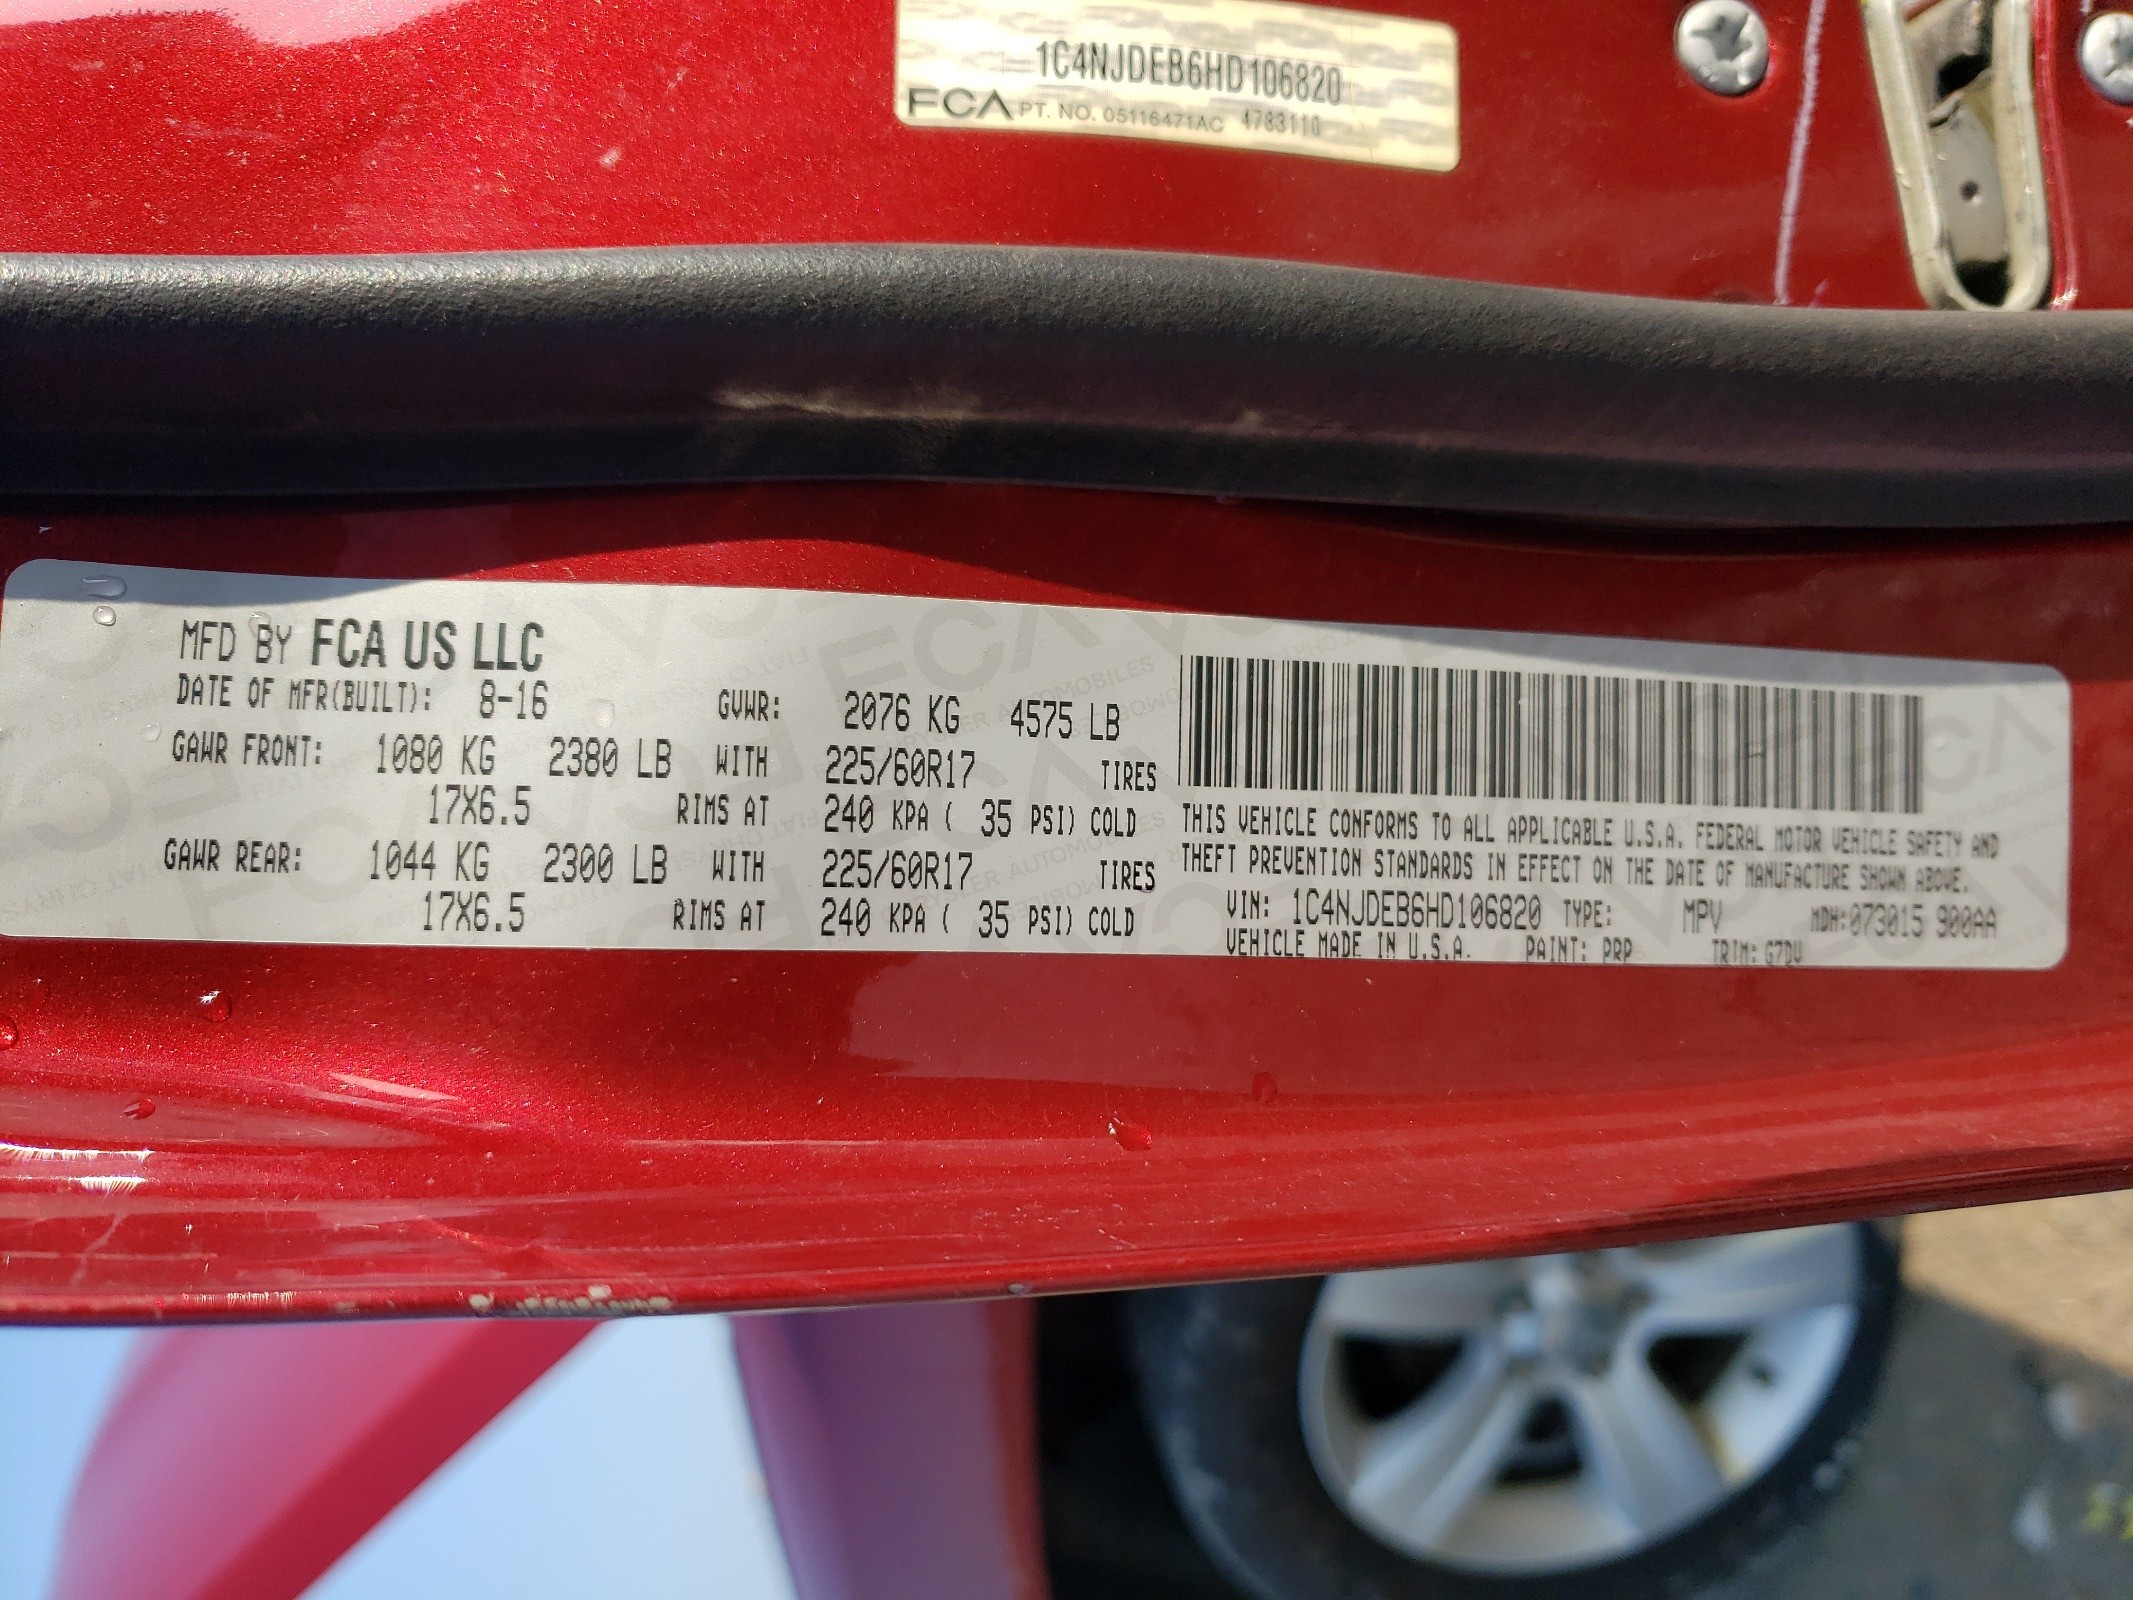 1C4NJDEB6HD106820
FCA PT. NO. 05116471AC 4783110
MFD BY FCA US LLC
DATE OF MFR(BUILT): 8-16 GVWR: 2076 KG 4575 LB
GAWR FRONT: 1080 KG 2380 LB WITH 225/60R17 TIRES
17X6.5 RIMS AT 240 KPA ( 35 PSI) COLD
GAWR REAR: 1044 KG 2300 LB WITH 225/60R17 TIRES
17X6.5 RIMS AT 240 KPA ( 35 PSI) COLD
THIS VEHICLE CONFORMS TO ALL APPLICABLE U.S.A. FEDERAL MOTOR VEHICLE SAFETY AND
THEFT PREVENTION STANDARDS IN EFFECT ON THE DATE OF MANUFACTURE SHOWN ABOVE.
VIN: 1C4NJDEB6HD106820 TYPE: MPV MDH:073015 900AA
VEHICLE MADE IN U.S.A. PAINT: PRP TRIM: G7DU